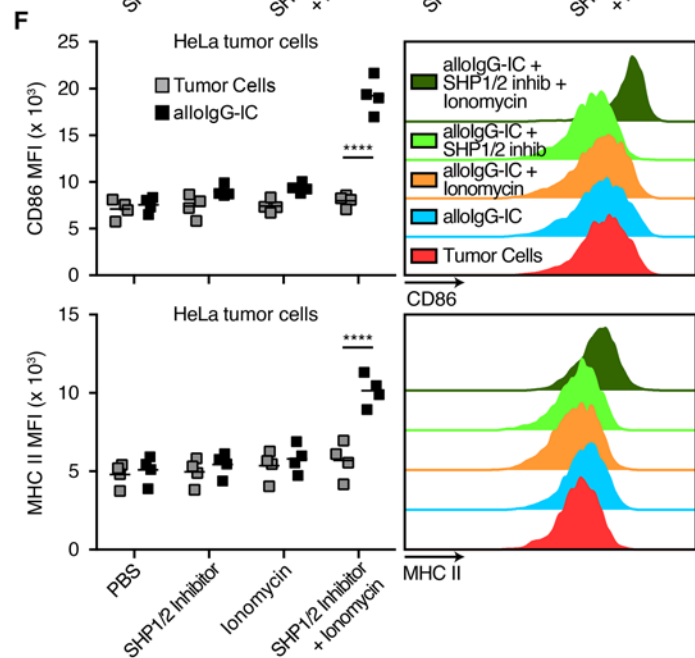 F
HeLa tumor cells
25
20
15
10
5
0
CD86 MFI (x 10³)
Tumor Cells
alloIgG-IC
****
alloIgG-IC +
SHP1/2 inhib +
Ionomycin
alloIgG-IC +
SHP1/2 inhib
alloIgG-IC +
Ionomycin
alloIgG-IC
Tumor Cells
CD86
HeLa tumor cells
15
10
5
0
MHC II MFI (x 10³)
****
MHC II
PBS
SHP1/2 Inhibitor
Ionomycin
SHP1/2 Inhibitor
+ Ionomycin